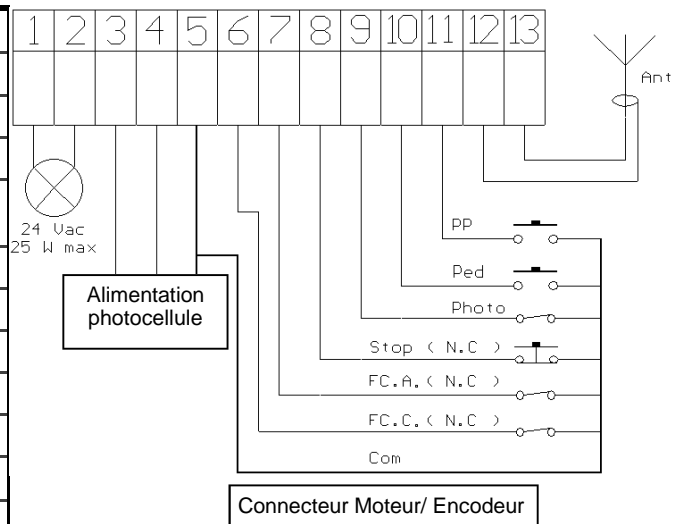 1 2 3 4 5 6 7 8 9 10 11 12 13
Ant
24 Vac
25 W max
Alimentation
photocellule
PP
Ped
Photo
Stop ( N.C )
FC.A. ( N.C )
FC.C. ( N.C )
Com
Connecteur Moteur/ Encodeur